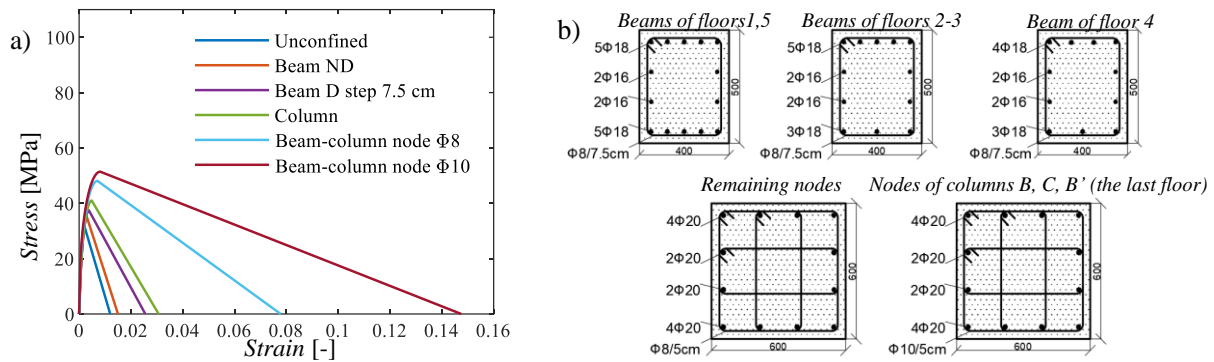 a)
Stress [MPa]
100
80
60
40
20
0
0
0.02
0.04
0.06
0.08
0.1
0.12
0.14
0.16
Strain [-]
Unconfined
Beam ND
Beam D step 7.5 cm
Column
Beam-column node Φ8
Beam-column node Φ10
b)
Beams of floors1,5
5Φ18
2Φ16
2Φ16
5Φ18
Φ8/7.5cm
400
500
Beams of floors 2-3
5Φ18
2Φ16
2Φ16
3Φ18
Φ8/7.5cm
400
500
Beam of floor 4
4Φ18
2Φ16
2Φ16
3Φ18
Φ8/7.5cm
400
500
Remaining nodes
4Φ20
2Φ20
2Φ20
4Φ20
Φ8/5cm
600
600
Nodes of columns B, C, B’ (the last floor)
4Φ20
2Φ20
2Φ20
4Φ20
Φ10/5cm
600
600